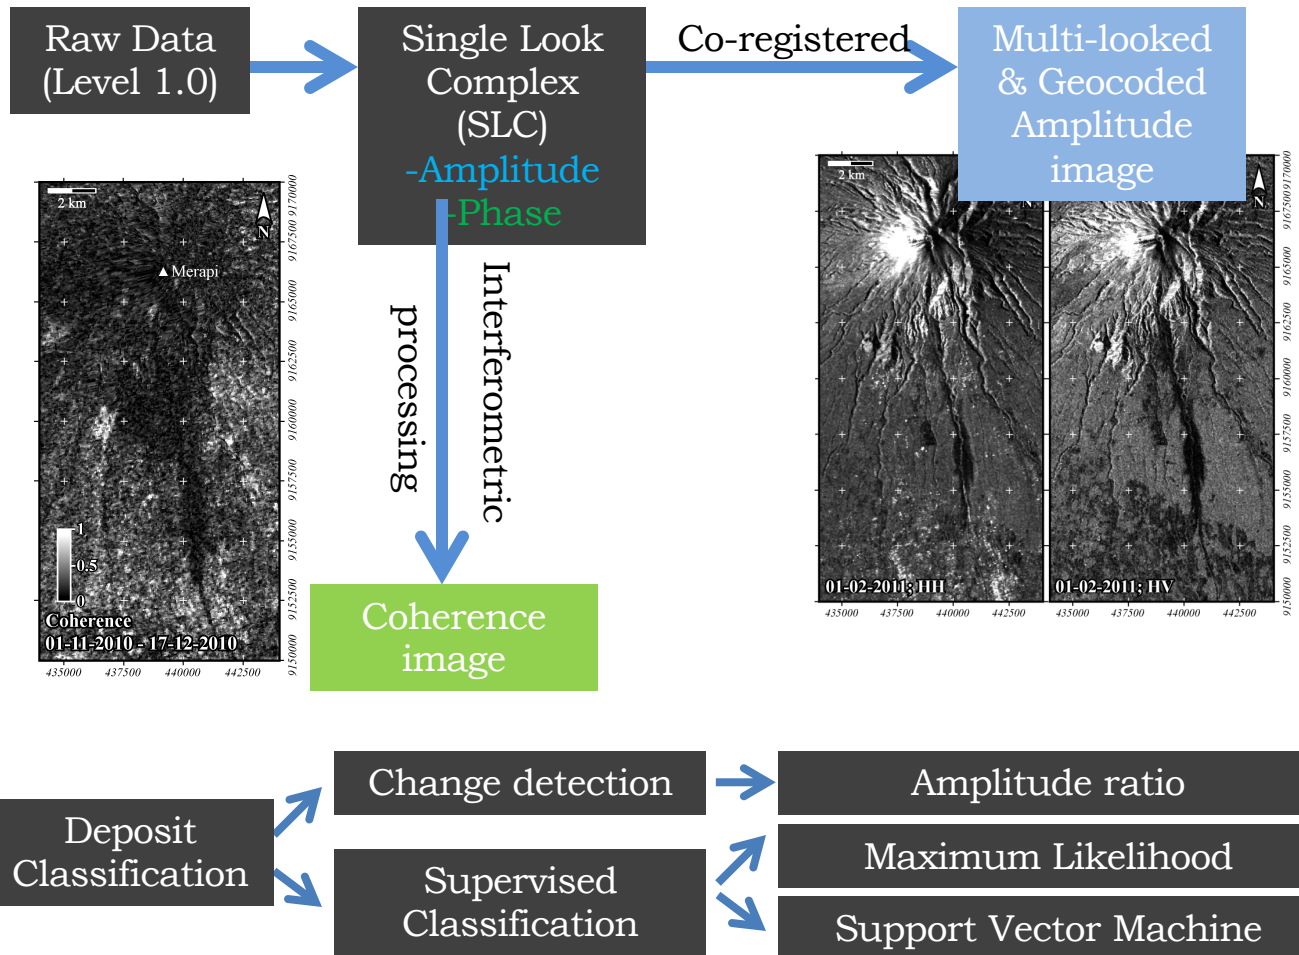 Raw Data
(Level 1.0)
Single Look
Complex
(SLC)
-Amplitude
-Phase
Co-registered
Multi-looked
& Geocoded
Amplitude
image
2 km
N
Merapi
1
0.5
0
Coherence
01-11-2010 - 17-12-2010
435000 437500 440000 442500
9170000
9167500
9165000
9162500
9160000
9157500
9155000
9152500
9150000
Interferometric
processing
Coherence
image
2 km
N
01-02-2011; HH
435000 437500 440000 442500
2 km
N
01-02-2011; HV
435000 437500 440000 442500
9170000
9167500
9165000
9162500
9160000
9157500
9155000
9152500
9150000
Deposit
Classification
Change detection
Amplitude ratio
Supervised
Classification
Maximum Likelihood
Support Vector Machine